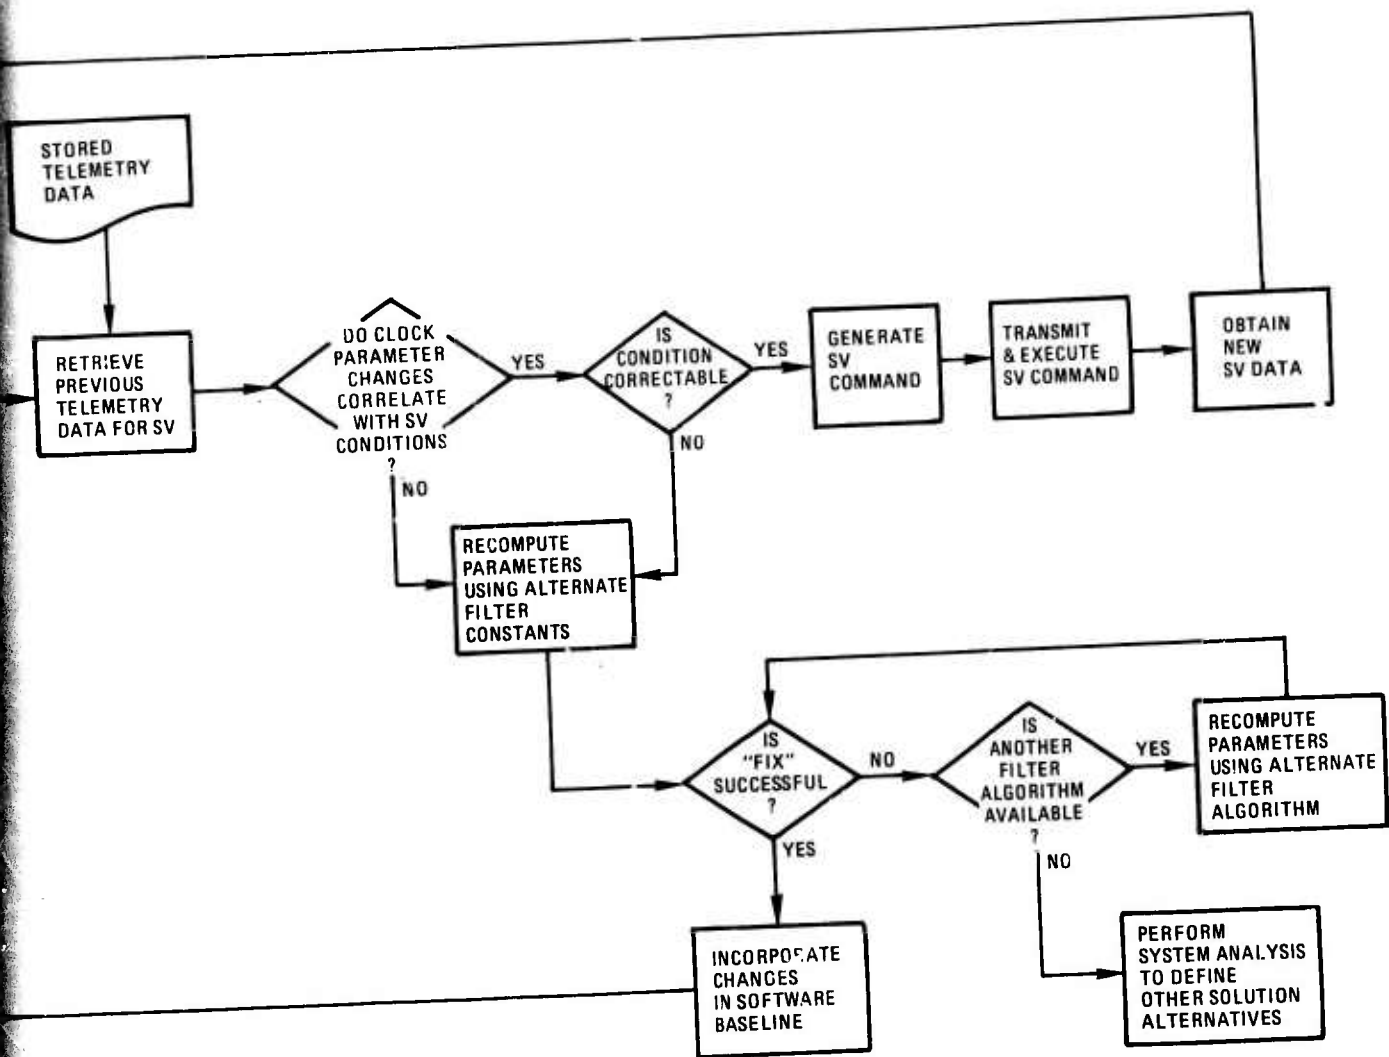 STORED
TELEMETRY
DATA
RETRIEVE
PREVIOUS
TELEMETRY
DATA FOR SV
DO CLOCK
PARAMETER
CHANGES
CORRELATE
WITH SV
CONDITIONS
?
YES
NO
IS
CONDITION
CORRECTABLE
?
YES
NO
GENERATE
SV
COMMAND
TRANSMIT
& EXECUTE
SV COMMAND
OBTAIN
NEW
SV DATA
RECOMPUTE
PARAMETERS
USING ALTERNATE
FILTER
CONSTANTS
IS
"FIX"
SUCCESSFUL
?
NO
YES
IS
ANOTHER
FILTER
ALGORITHM
AVAILABLE
?
YES
NO
RECOMPUTE
PARAMETERS
USING ALTERNATE
FILTER
ALGORITHM
INCORPORATE
CHANGES
IN SOFTWARE
BASELINE
PERFORM
SYSTEM ANALYSIS
TO DEFINE
OTHER SOLUTION
ALTERNATIVES